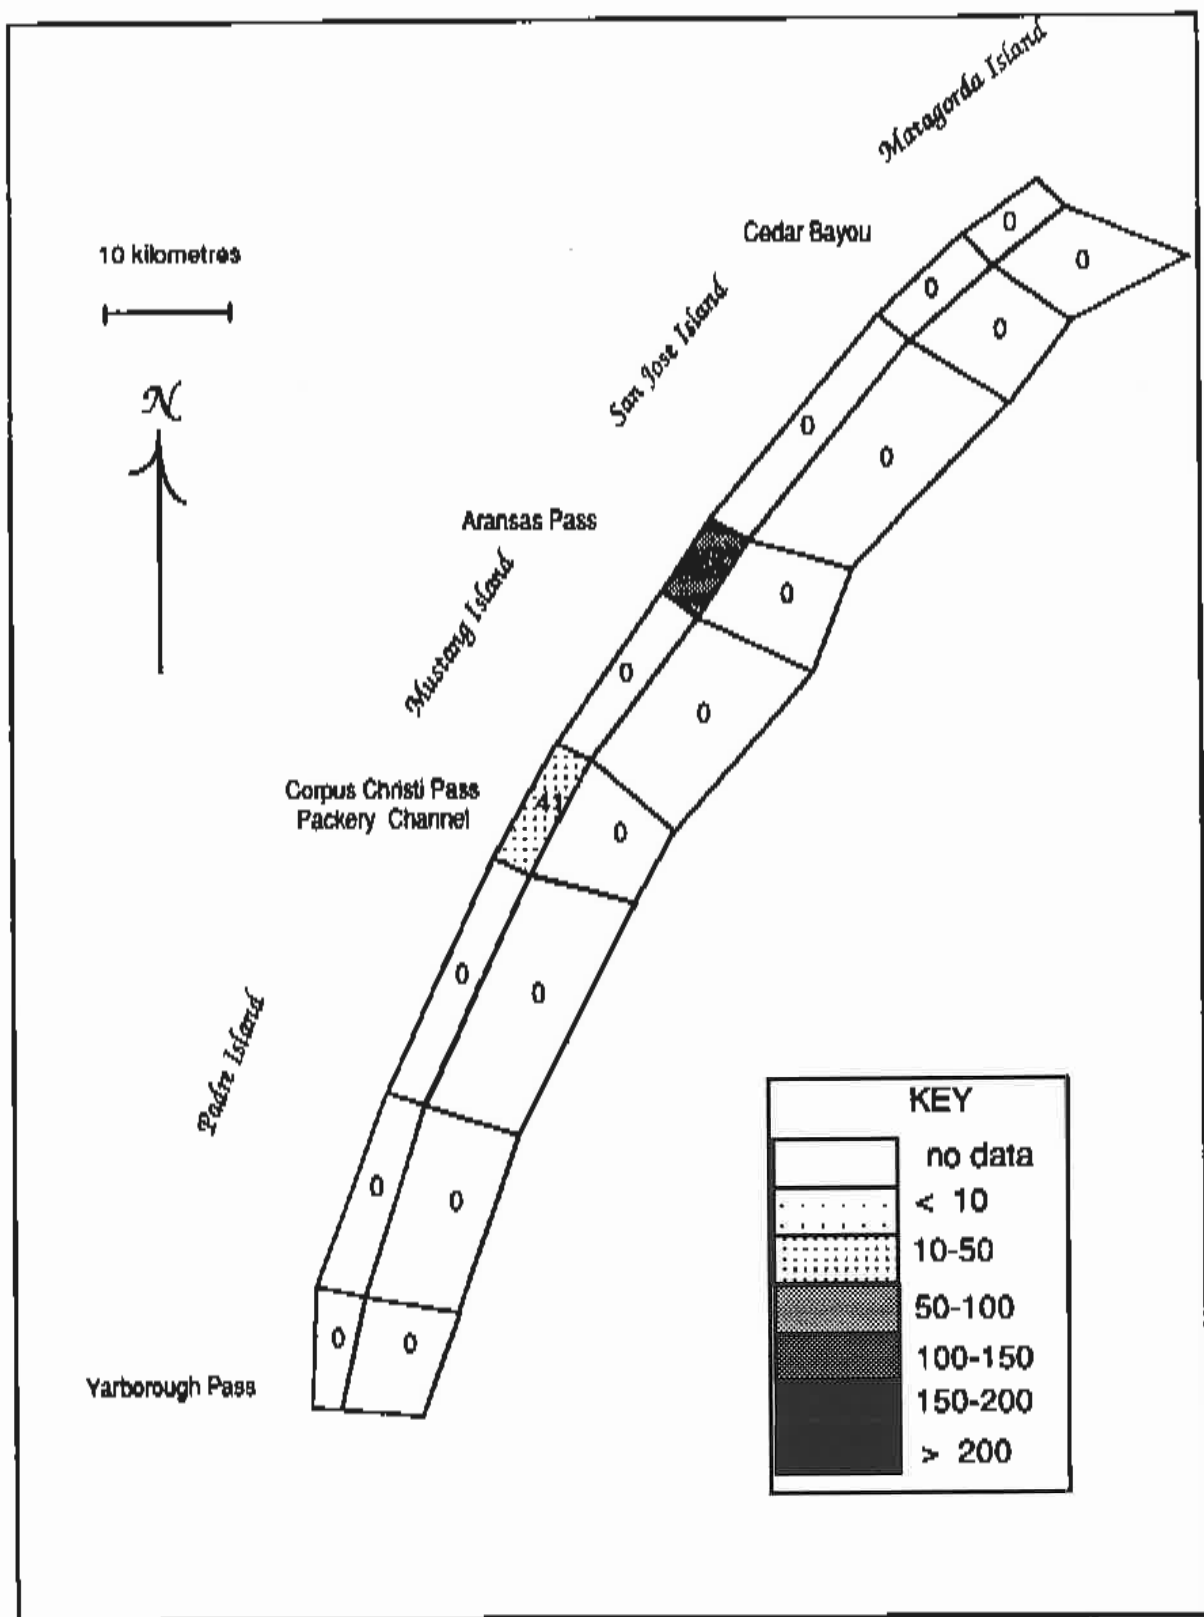 Matagorda Island
0
Cedar Bayou
10 kilometres
0
0
San Jose Island
0
N
0
0
Aransas Pass
Mustang Island
0
0
0
Corpus Christi Pass
Packery Channel
41
0
0
0
Padre Island
KEY
no data
< 10
10-50
50-100
100-150
150-200
> 200
0
0
0
0
Yarborough Pass